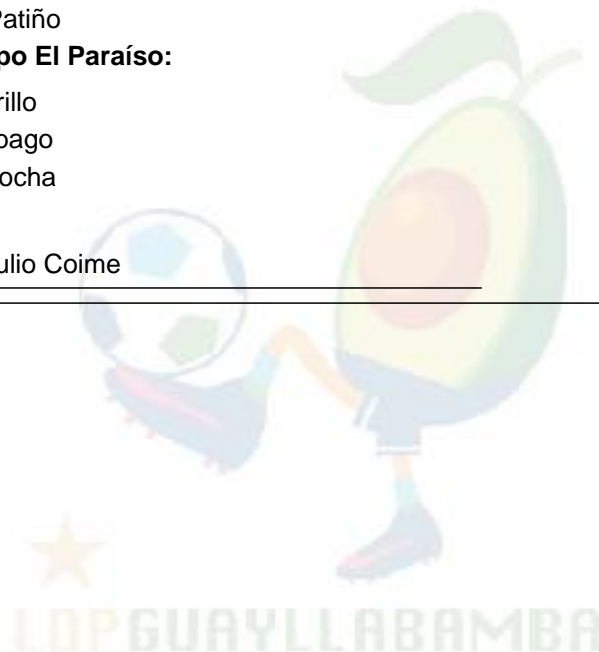 Patiño
po El Paraíso:
rillo
pago
ocha
ulio Coime
LDPGUAYLLABAMBA